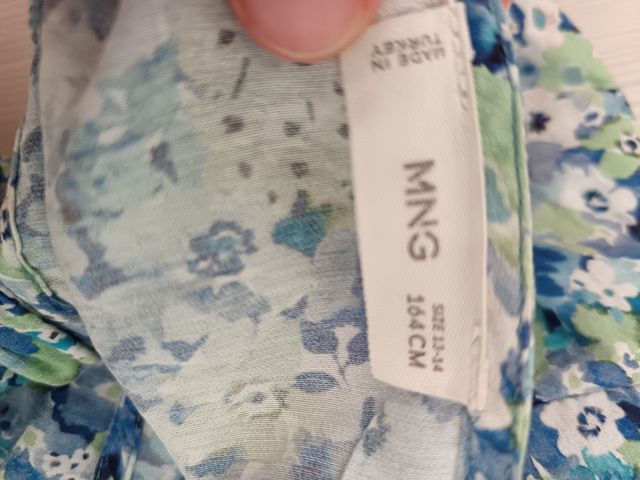 MADE IN
TURKEY
MNG
SIZE 13-14
164CM